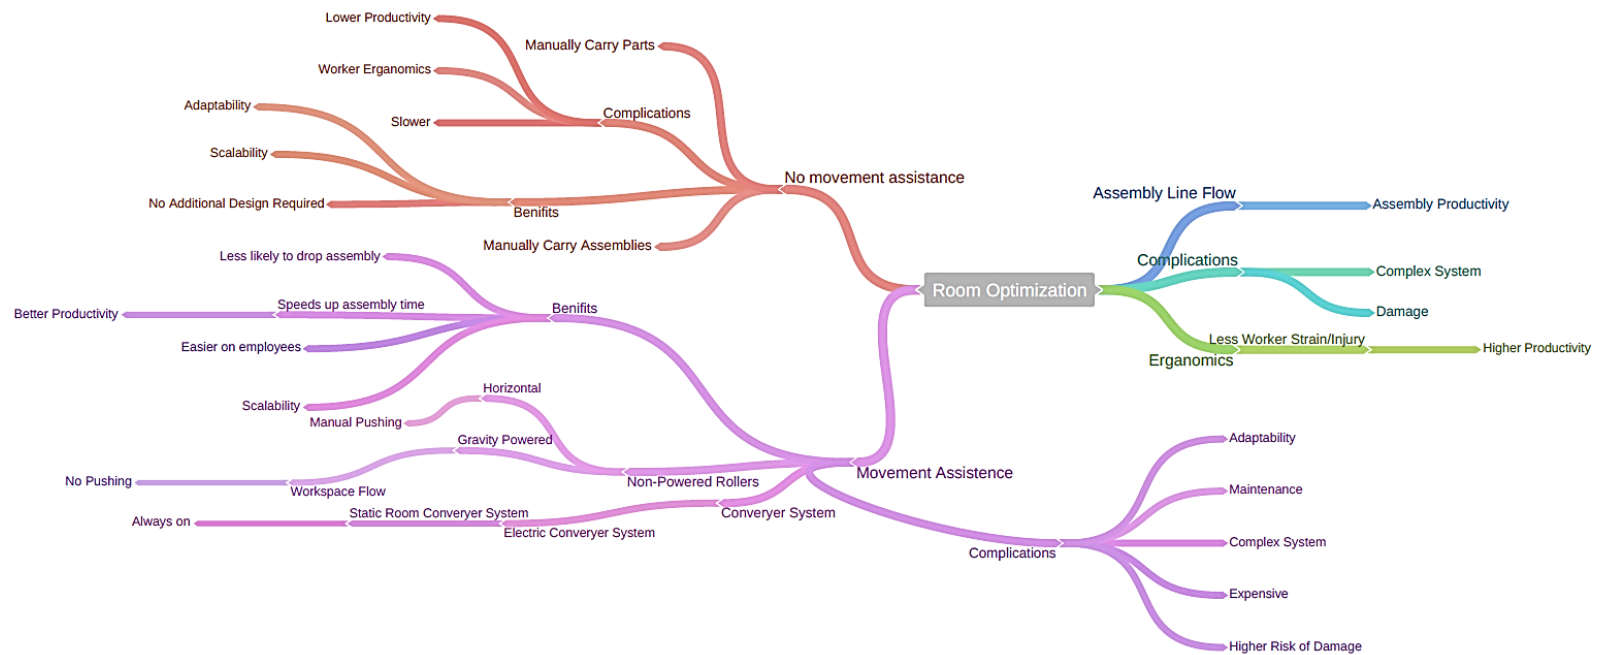 Room Optimization
No movement assistance
Manually Carry Parts
Complications
Lower Productivity
Worker Erganomics
Slower
Benifits
Adaptability
Scalability
No Additional Design Required
Manually Carry Assemblies
Movement Assistence
Benifits
Less likely to drop assembly
Speeds up assembly time
Better Productivity
Easier on employees
Scalability
Non-Powered Rollers
Horizontal
Manual Pushing
Gravity Powered
Workspace Flow
No Pushing
Converyer System
Electric Converyer System
Static Room Converyer System
Always on
Complications
Adaptability
Maintenance
Complex System
Expensive
Higher Risk of Damage
Assembly Line Flow
Assembly Productivity
Complications
Complex System
Damage
Erganomics
Less Worker Strain/Injury
Higher Productivity